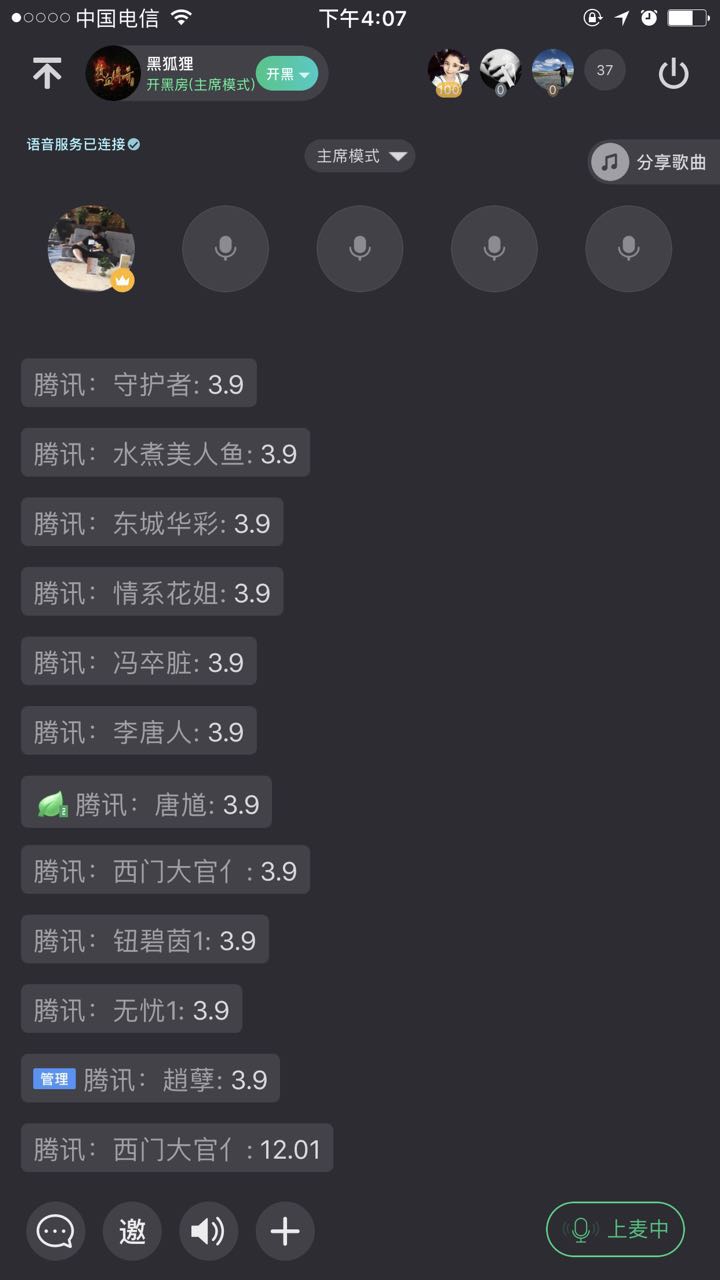 中国电信
下午4:07
黑狐狸
开黑房(主席模式)
开黑
100
0
0
37
语音服务已连接
主席模式
分享歌曲
腾讯：守护者: 3.9
腾讯：水煮美人鱼: 3.9
腾讯：东城华彩: 3.9
腾讯：情系花姐: 3.9
腾讯：冯卒脏: 3.9
腾讯：李唐人: 3.9
2 腾讯：唐馗: 3.9
腾讯：西门大官亻: 3.9
腾讯：钮碧茵1: 3.9
腾讯：无忧1: 3.9
管理 腾讯：趙孽: 3.9
腾讯：西门大官亻: 12.01
邀
上麦中